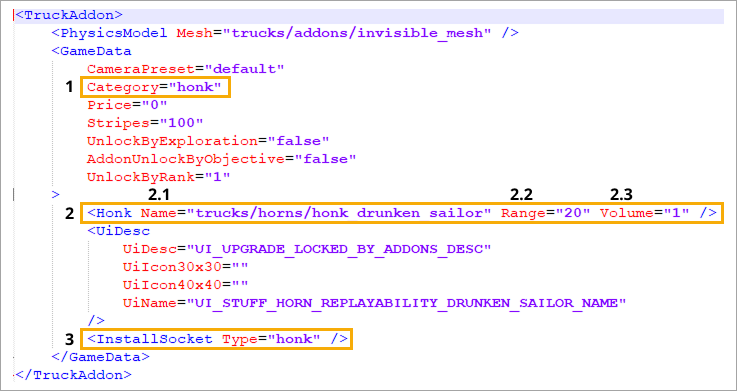 <TruckAddon>
<PhysicsModel Mesh="trucks/addons/invisible_mesh" />
<GameData
CameraPreset="default"
1 Category="honk"
Price="0"
Stripes="100"
UnlockByExploration="false"
AddonUnlockByObjective="false"
UnlockByRank="1"
> 2.1 2.2 2.3
2 <Honk Name="trucks/horns/honk drunken sailor" Range="20" Volume="1" />
<UiDesc
UiDesc="UI_UPGRADE_LOCKED_BY_ADDONS_DESC"
UiIcon30x30=""
UiIcon40x40=""
UiName="UI_STUFF_HORN_REPLAYABILITY_DRUNKEN_SAILOR_NAME"
/>
3 <InstallSocket Type="honk" />
</GameData>
</TruckAddon>